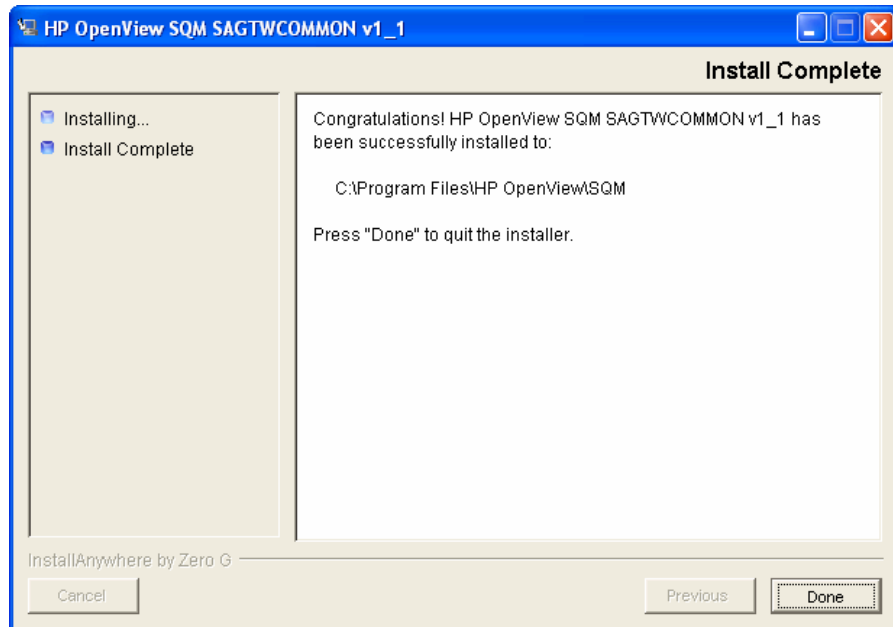 HP OpenView SQM SAGTWCOMMON v1_1
Install Complete
Installing...
Install Complete
Congratulations! HP OpenView SQM SAGTWCOMMON v1_1 has
been successfully installed to:
C:\Program Files\HP OpenView\SQM
Press "Done" to quit the installer.
InstallAnywhere by Zero G
Cancel
Previous
Done